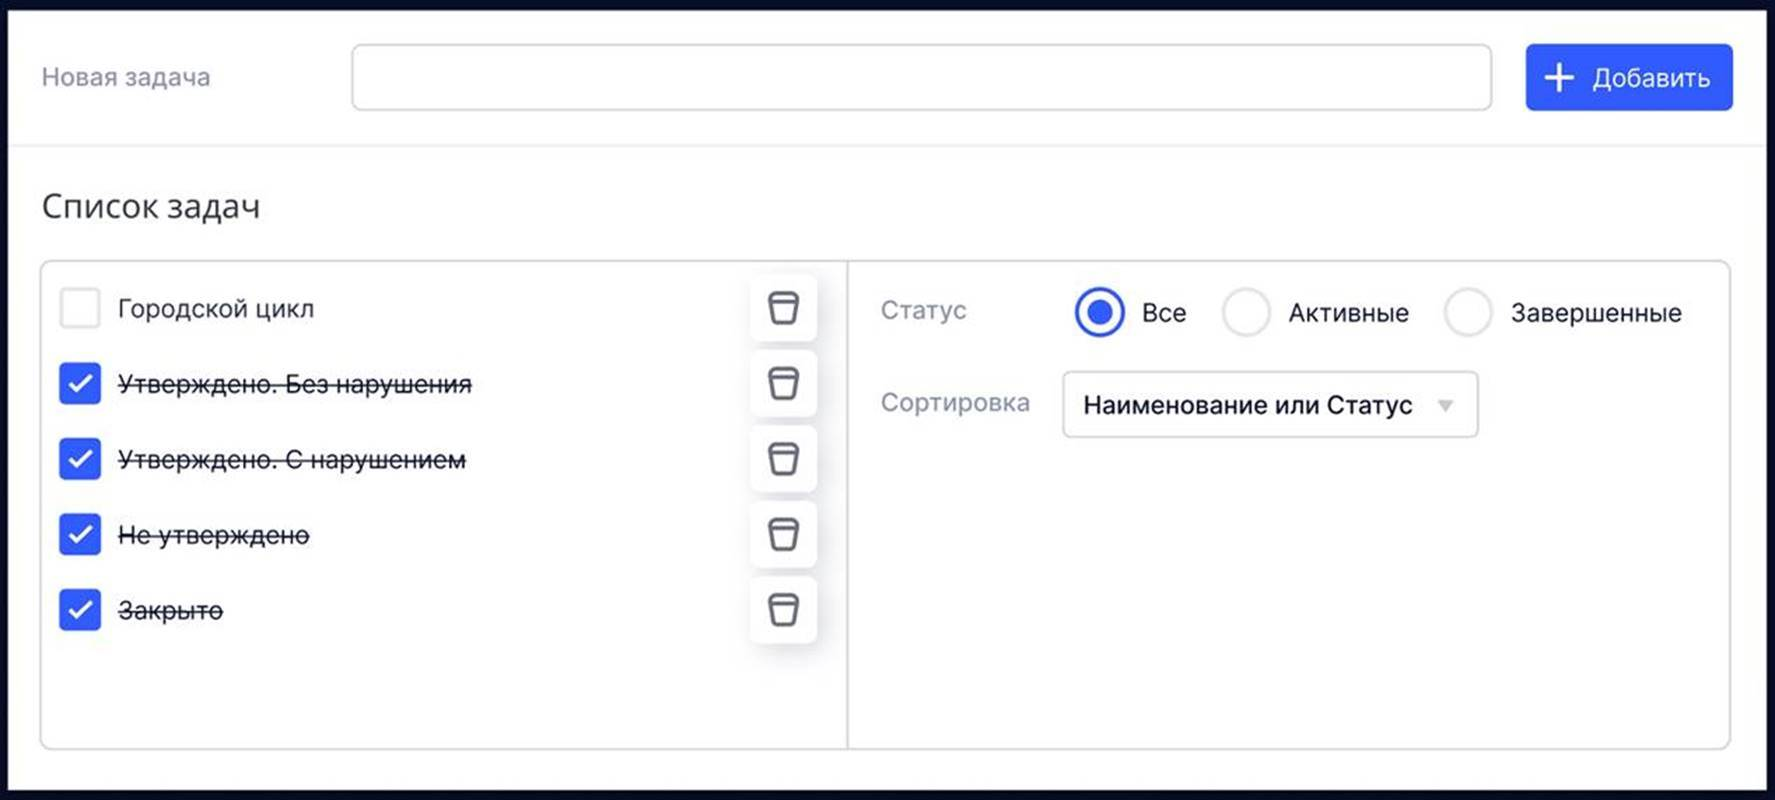 Новая задача
Добавить
Список задач
Городской цикл
Утверждено. Без нарушения
Утверждено. С нарушением
Не утверждено
Закрыто
Статус Все Активные Завершенные
Сортировка Наименование или Статус